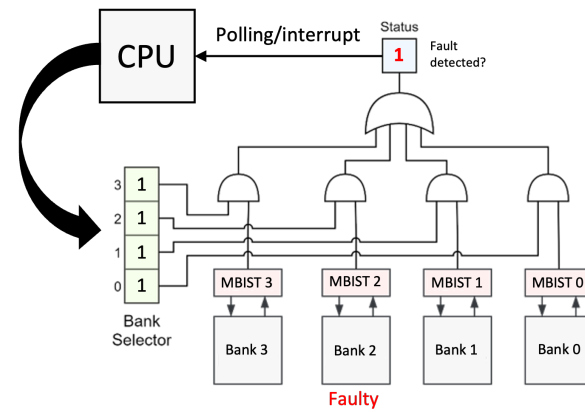 Status
Polling/interrupt
CPU
1
Fault
detected?
3 1
2 1
1 1
0 1
Bank
Selector
MBIST 3
MBIST 2
MBIST 1
MBIST 0
Bank 3
Bank 2
Bank 1
Bank 0
Faulty